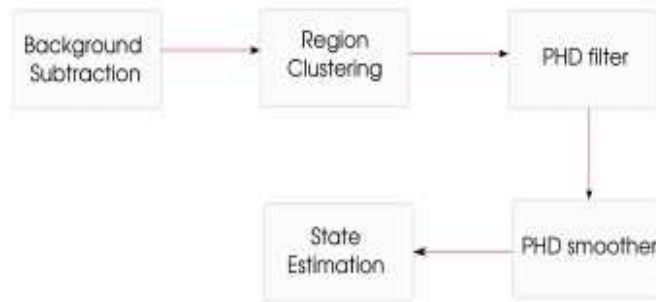 Background
Subtraction
Region
Clustering
PHD filter
PHD smoother
State
Estimation